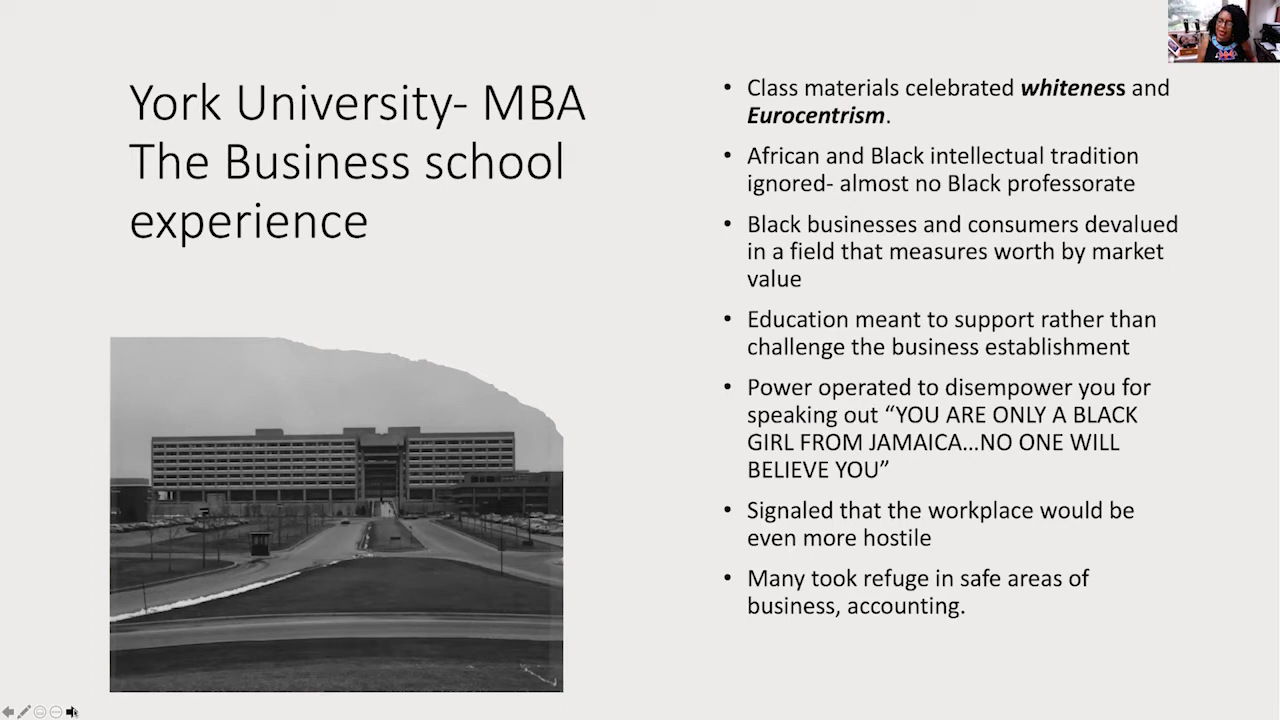 York University- MBA
The Business school
experience
• Class materials celebrated whiteness and
Eurocentrism.
• African and Black intellectual tradition
ignored- almost no Black professorate
• Black businesses and consumers devalued
in a field that measures worth by market
value
• Education meant to support rather than
challenge the business establishment
• Power operated to disempower you for
speaking out “YOU ARE ONLY A BLACK
GIRL FROM JAMAICA…NO ONE WILL
BELIEVE YOU”
• Signaled that the workplace would be
even more hostile
• Many took refuge in safe areas of
business, accounting.